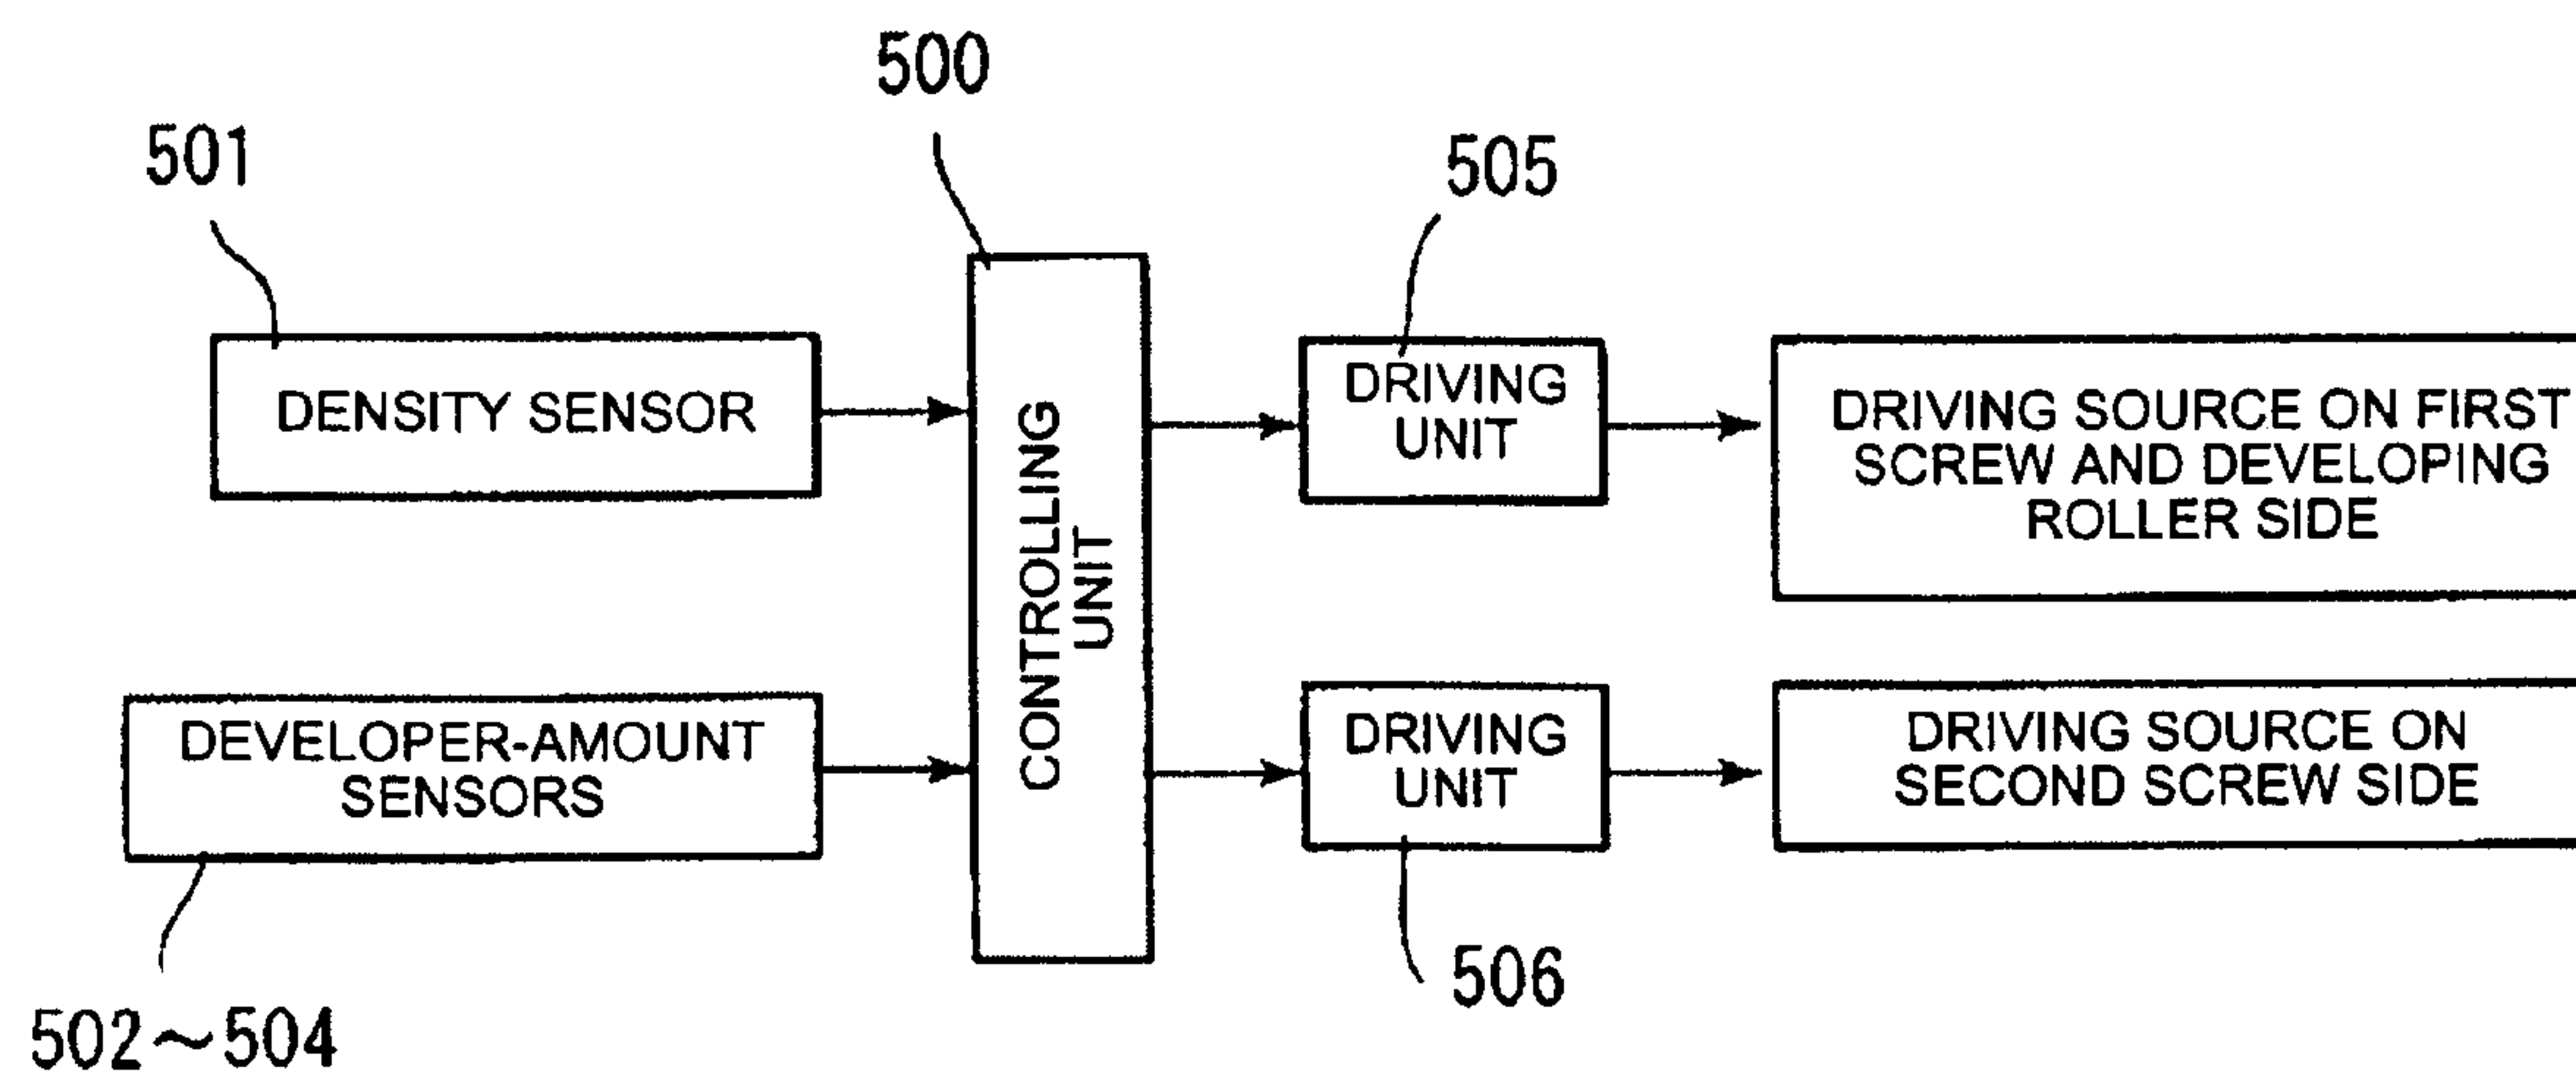 500
501
505
DENSITY SENSOR
CONTROLLING
UNIT
DRIVING
UNIT
DRIVING SOURCE ON FIRST
SCREW AND DEVELOPING
ROLLER SIDE
DEVELOPER-AMOUNT
SENSORS
DRIVING
UNIT
DRIVING SOURCE ON
SECOND SCREW SIDE
506
502～504